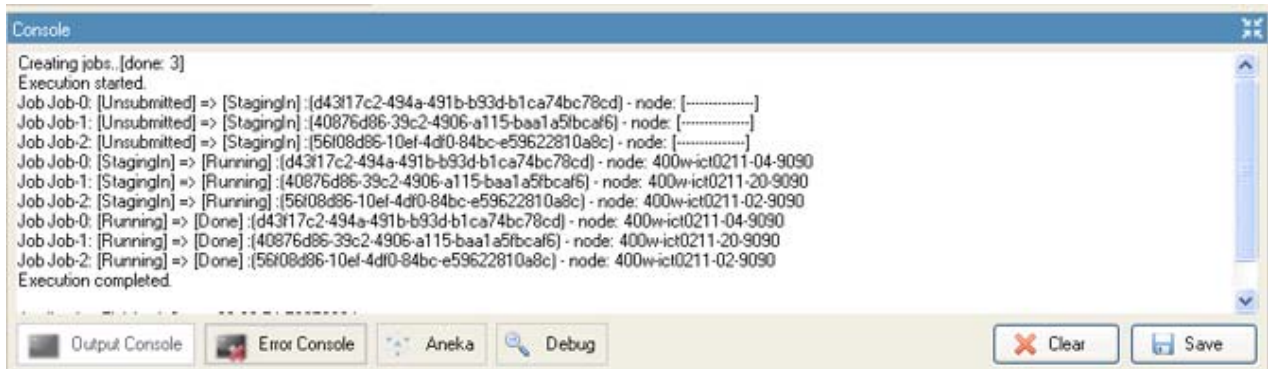 Console
Creating jobs..[done: 3]
Execution started.
Job Job-0: [Unsubmitted] => [StagingIn] :(d43f17c2-494a-491b-b93d-b1ca74bc78cd) - node: [---------------]
Job Job-1: [Unsubmitted] => [StagingIn] :(40876d86-39c2-4906-a115-baa1a5fbcaf6) - node: [---------------]
Job Job-2: [Unsubmitted] => [StagingIn] :(56f08d86-10ef-4df0-84bc-e59622810a8c) - node: [---------------]
Job Job-0: [StagingIn] => [Running] :(d43f17c2-494a-491b-b93d-b1ca74bc78cd) - node: 400w-ict0211-04-9090
Job Job-1: [StagingIn] => [Running] :(40876d86-39c2-4906-a115-baa1a5fbcaf6) - node: 400w-ict0211-20-9090
Job Job-2: [StagingIn] => [Running] :(56f08d86-10ef-4df0-84bc-e59622810a8c) - node: 400w-ict0211-02-9090
Job Job-0: [Running] => [Done] :(d43f17c2-494a-491b-b93d-b1ca74bc78cd) - node: 400w-ict0211-04-9090
Job Job-1: [Running] => [Done] :(40876d86-39c2-4906-a115-baa1a5fbcaf6) - node: 400w-ict0211-20-9090
Job Job-2: [Running] => [Done] :(56f08d86-10ef-4df0-84bc-e59622810a8c) - node: 400w-ict0211-02-9090
Execution completed.
Output Console Error Console Aneka Debug Clear Save